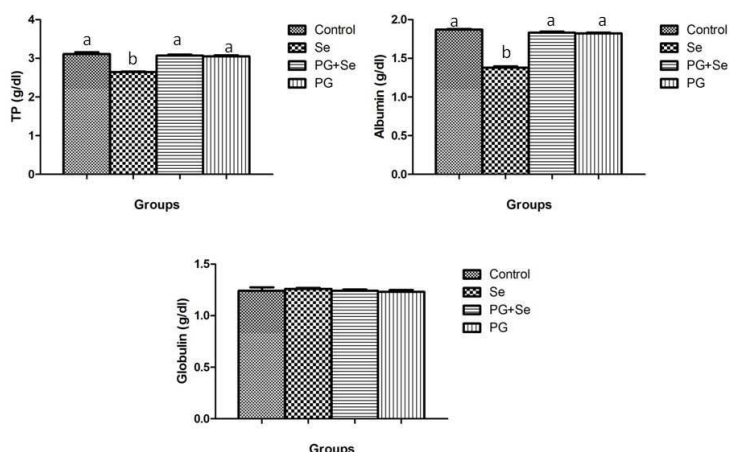 TP (g/dl)
4
3
2
1
0
a
b
a
a
Groups
Control
Se
PG+Se
PG
Albumin (g/dl)
2.0
1.5
1.0
0.5
0.0
a
b
a
a
Groups
Control
Se
PG+Se
PG
Globulin (g/dl)
1.5
1.0
0.5
0.0
Groups
Control
Se
PG+Se
PG